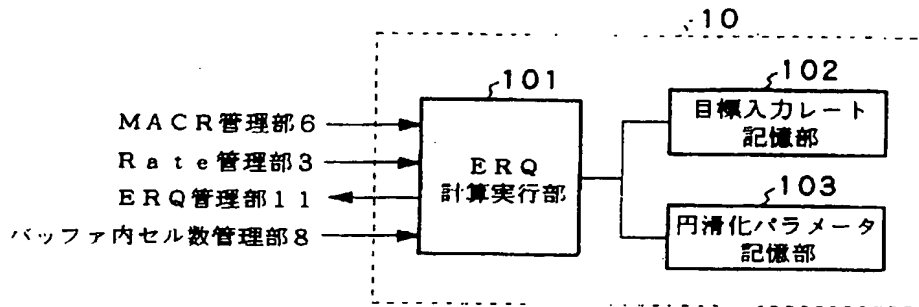 10
101
102
目標入力レート
記憶部
MACR管理部6
Rate管理部3
ERQ管理部11
バッファ内セル数管理部8
ERQ
計算実行部
103
円滑化パラメータ
記憶部